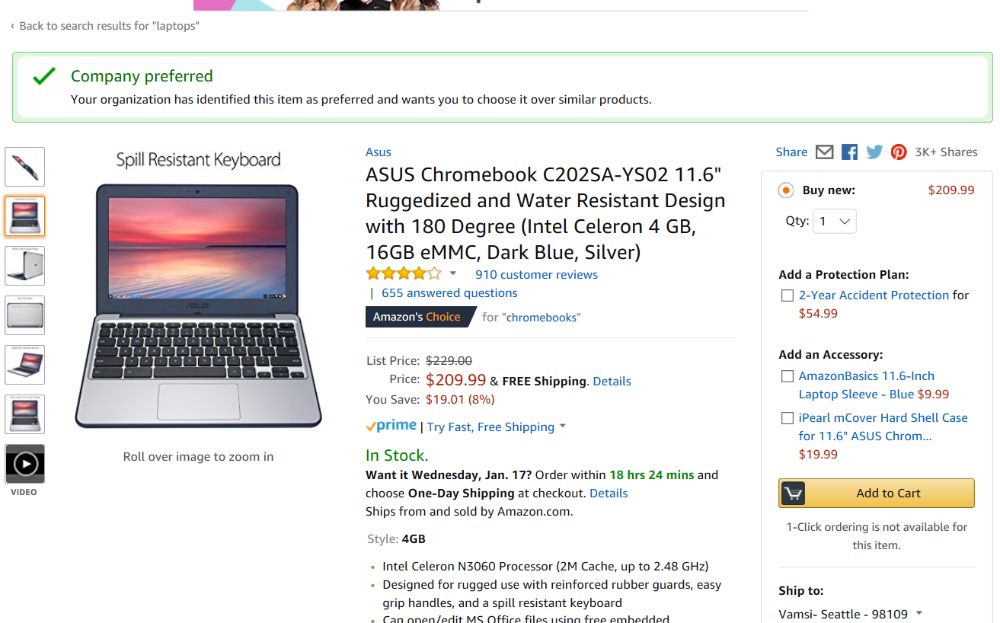 ‹ Back to search results for "laptops"
Company preferred
Your organization has identified this item as preferred and wants you to choose it over similar products.
Spill Resistant Keyboard
ASUS
Roll over image to zoom in
VIDEO
Asus
ASUS Chromebook C202SA-YS02 11.6"
Ruggedized and Water Resistant Design
with 180 Degree (Intel Celeron 4 GB,
16GB eMMC, Dark Blue, Silver)
910 customer reviews
| 655 answered questions
Amazon's Choice for "chromebooks"
List Price: $229.00
Price: $209.99 & FREE Shipping. Details
You Save: $19.01 (8%)
prime | Try Fast, Free Shipping
In Stock.
Want it Wednesday, Jan. 17? Order within 18 hrs 24 mins and
choose One-Day Shipping at checkout. Details
Ships from and sold by Amazon.com.
Style: 4GB
• Intel Celeron N3060 Processor (2M Cache, up to 2.48 GHz)
• Designed for rugged use with reinforced rubber guards, easy
grip handles, and a spill resistant keyboard
• Can open/edit MS Office files using free embedded
Share 3K+ Shares
Buy new: $209.99
Qty: 1
Add a Protection Plan:
2-Year Accident Protection for
$54.99
Add an Accessory:
AmazonBasics 11.6-Inch
Laptop Sleeve - Blue $9.99
iPearl mCover Hard Shell Case
for 11.6" ASUS Chrom...
$19.99
Add to Cart
1-Click ordering is not available for
this item.
Ship to:
Vamsi- Seattle - 98109